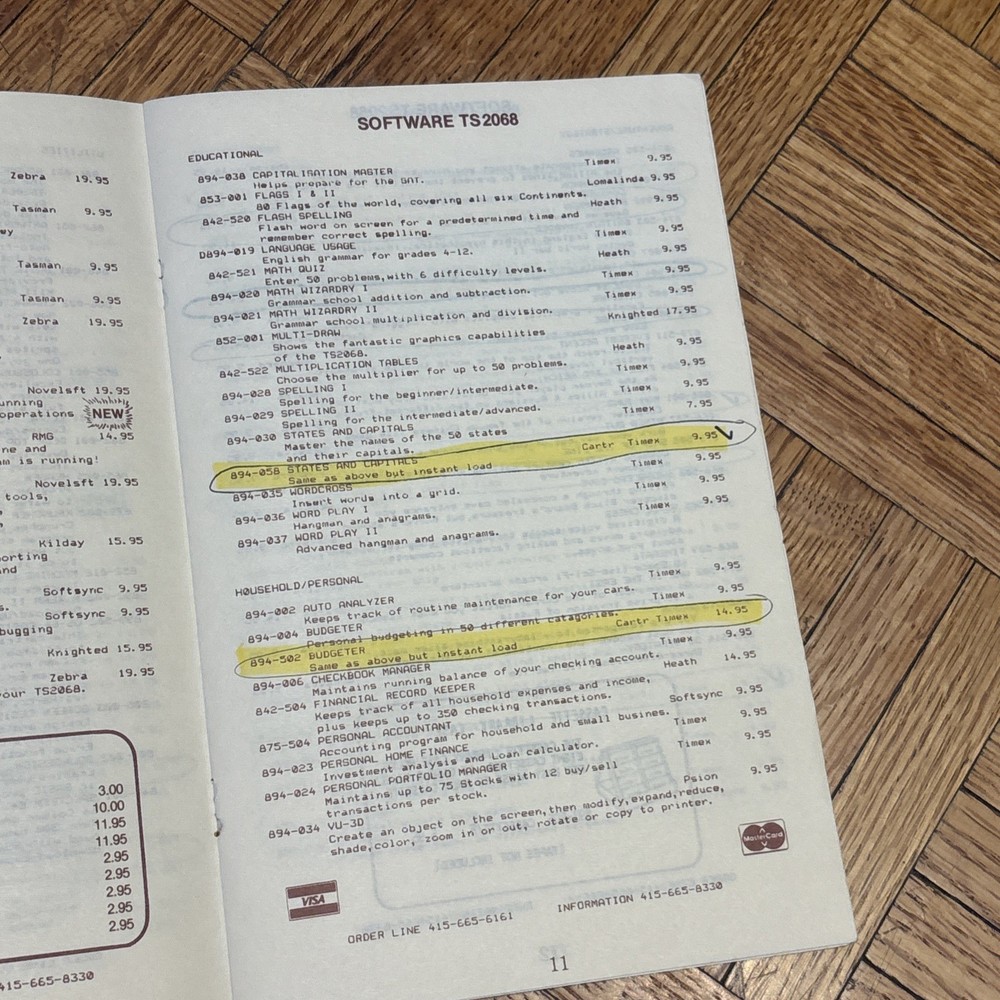 Zebra 19.95
Tasman 9.95
Tasman 9.95
Tasman 9.95
Zebra 19.95
Novelsft 19.95
operations NEW
RMG 14.95
ne and
m is running!
Novelsft 19.95
tools,
Kilday 15.95
orting
and
Softsync 9.95
s.
Softsync 9.95
bugging
Knighted 15.95
Zebra 19.95
your TS2068.
3.00
10.00
11.95
11.95
2.95
2.95
2.95
2.95
2.95
415-665-8330
SOFTWARE TS2068
EDUCATIONAL
894-038 CAPITALIZATION MASTER Timex 9.95
Helps prepare for the SAT.
853-001 FLAGS I & II Lomalinda 9.95
80 Flags of the world, covering all six Continents.
842-520 FLASH SPELLING Heath 9.95
Flash word on screen for a predetermined time and
remember correct spelling.
D894-019 LANGUAGE USAGE Timex 9.95
English grammar for grades 4-12.
842-521 MATH QUIZ Heath 9.95
Enter 50 problems,with 6 difficulty levels.
894-020 MATH WIZARDRY I Timex 9.95
Grammar school addition and subtraction.
894-021 MATH WIZARDRY II Timex 9.95
Grammar school multiplication and division.
852-001 MULTI-DRAW Knighted 17.95
Shows the fantastic graphics capabilities
of the TS2068.
842-522 MULTIPLICATION TABLES Heath 9.95
Choose the multiplier for up to 50 problems.
894-028 SPELLING I Timex 9.95
Spelling for the beginner/intermediate.
894-029 SPELLING II Timex 9.95
Spelling for the intermediate/advanced.
894-030 STATES AND CAPITALS Timex 7.95
Master the names of the 50 states
and their capitals.
894-058 STATES AND CAPITALS Cartr Timex 9.95 ✓
Same as above but instant load
894-035 WORDCROSS Timex 9.95
Insert words into a grid.
894-036 WORD PLAY I Timex 9.95
Hangman and anagrams.
894-037 WORD PLAY II Timex 9.95
Advanced hangman and anagrams.
HOUSEHOLD/PERSONAL
894-002 AUTO ANALYZER Timex 9.95
Keeps track of routine maintenance for your cars.
894-004 BUDGETER Timex 9.95
Personal budgeting in 50 different catagories.
894-502 BUDGETER Cartr Timex 14.95
Same as above but instant load
894-006 CHECKBOOK MANAGER Timex 9.95
Maintains running balance of your checking account.
842-504 FINANCIAL RECORD KEEPER Heath 14.95
Keeps track of all household expenses and income,
plus keeps up to 350 checking transactions.
875-504 PERSONAL ACCOUNTANT Softsync 9.95
Accounting program for household and small busines.
894-023 PERSONAL HOME FINANCE Timex 9.95
Investment analysis and Loan calculator.
894-024 PERSONAL PORTFOLIO MANAGER Timex 9.95
Maintains up to 75 Stocks with 12 buy/sell
transactions per stock.
894-034 VU-3D Psion 9.95
Create an object on the screen,then modify,expand,reduce,
shade,color, zoom in or out, rotate or copy to printer.
VISA
MasterCard
ORDER LINE 415-665-6161 INFORMATION 415-665-8330
11